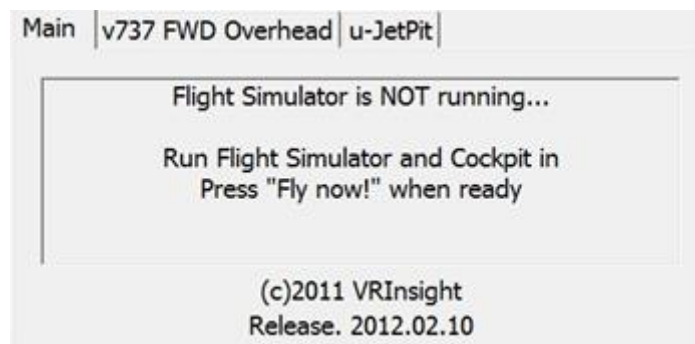 Main v737 FWD Overhead u-JetPit
Flight Simulator is NOT running...
Run Flight Simulator and Cockpit in
Press "Fly now!" when ready
(c)2011 VRInsight
Release. 2012.02.10